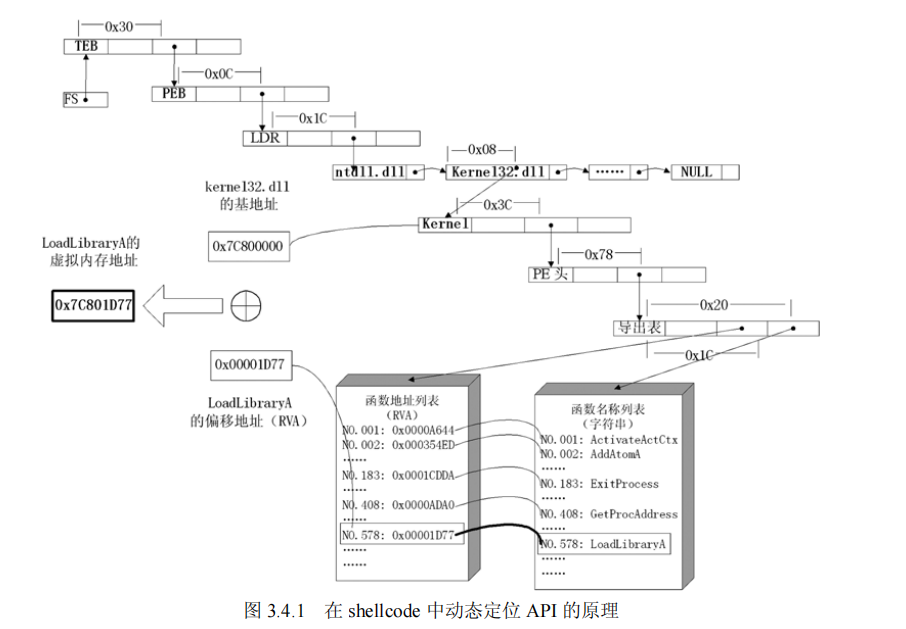 0x30
TEB
0x0C
FS
PEB
0x1C
LDR
0x08
ntdll.dll
Kernel32.dll
……
NULL
kernel32.dll
的基地址
0x3C
Kernel
LoadLibraryA的
虚拟内存地址
0x7C800000
0x78
PE 头
0x7C801D77
0x20
导出表
0x1C
0x00001D77
LoadLibraryA
的偏移地址（RVA）
函数地址列表
（RVA）
NO.001: 0x0000A644
NO.002: 0x000354ED
……
NO.183: 0x0001CDDA
……
NO.408: 0x0000ADA0
……
NO.578: 0x00001D77
……
……
函数名称列表
（字符串）
NO.001: ActivateActCtx
NO.002: AddAtomA
……
NO.183: ExitProcess
……
NO.408: GetProcAddress
……
NO.578: LoadLibraryA
……
……
图 3.4.1 在 shellcode 中动态定位 API 的原理